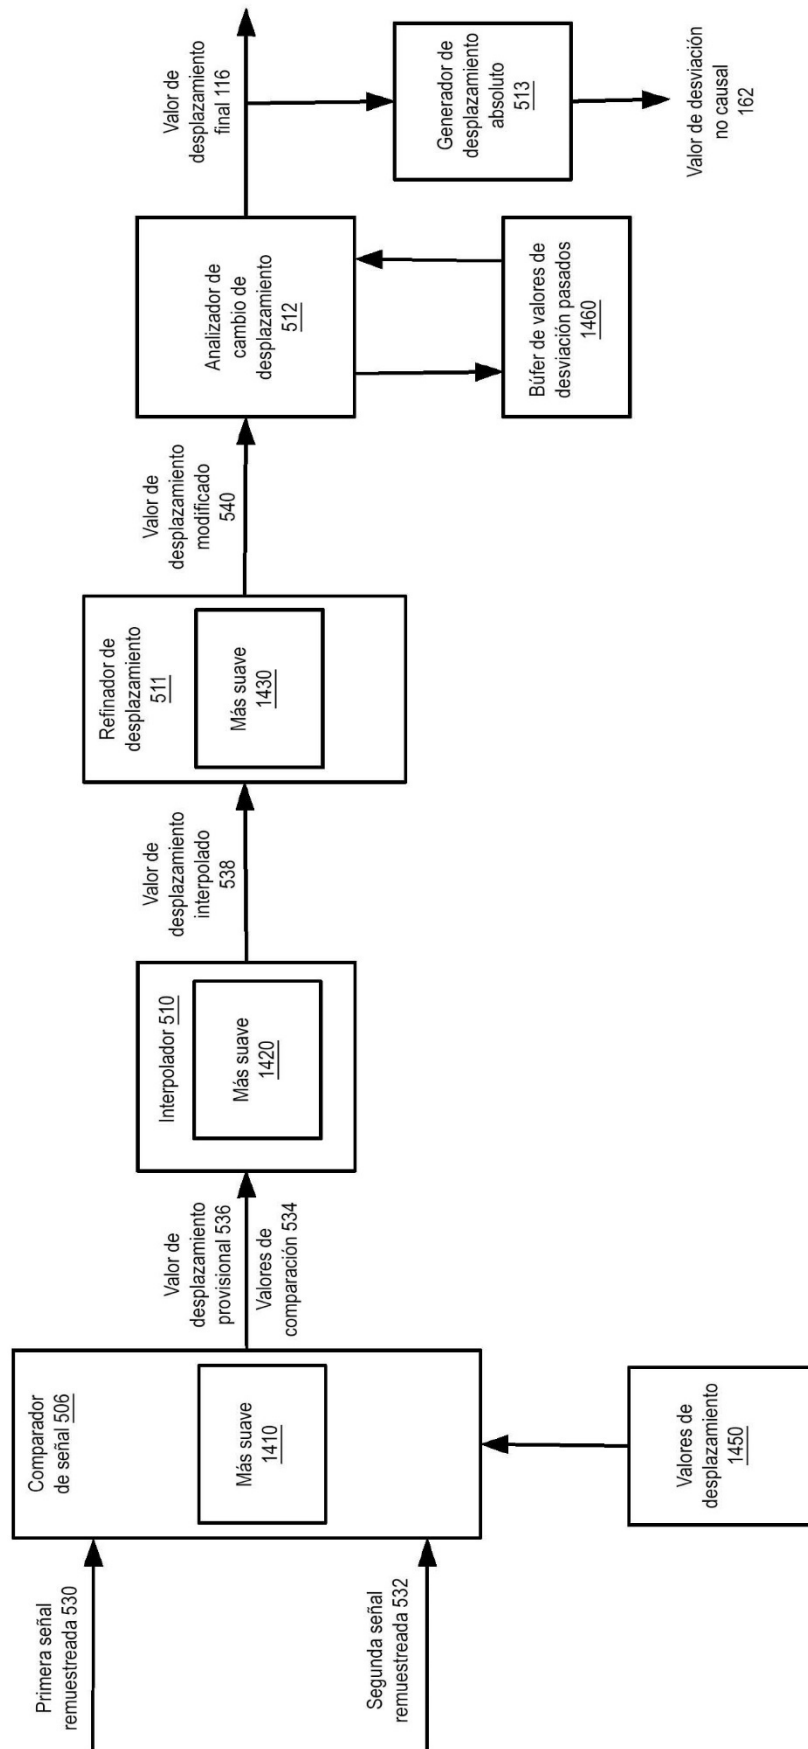 Primera señal
remuestreada 530
Segunda señal
remuestreada 532
Comparador
de señal 506
Más suave
1410
Valores de
desplazamiento
1450
Valor de
desplazamiento
provisional 536
Valores de
comparación 534
Interpolador 510
Más suave
1420
Valor de
desplazamiento
interpolado
538
Refinador de
desplazamiento
511
Más suave
1430
Valor de
desplazamiento
modificado
540
Analizador de
cambio de
desplazamiento
512
Búfer de valores de
desviación pasados
1460
Valor de
desplazamiento
final 116
Generador de
desplazamiento
absoluto
513
Valor de desviación
no causal
162